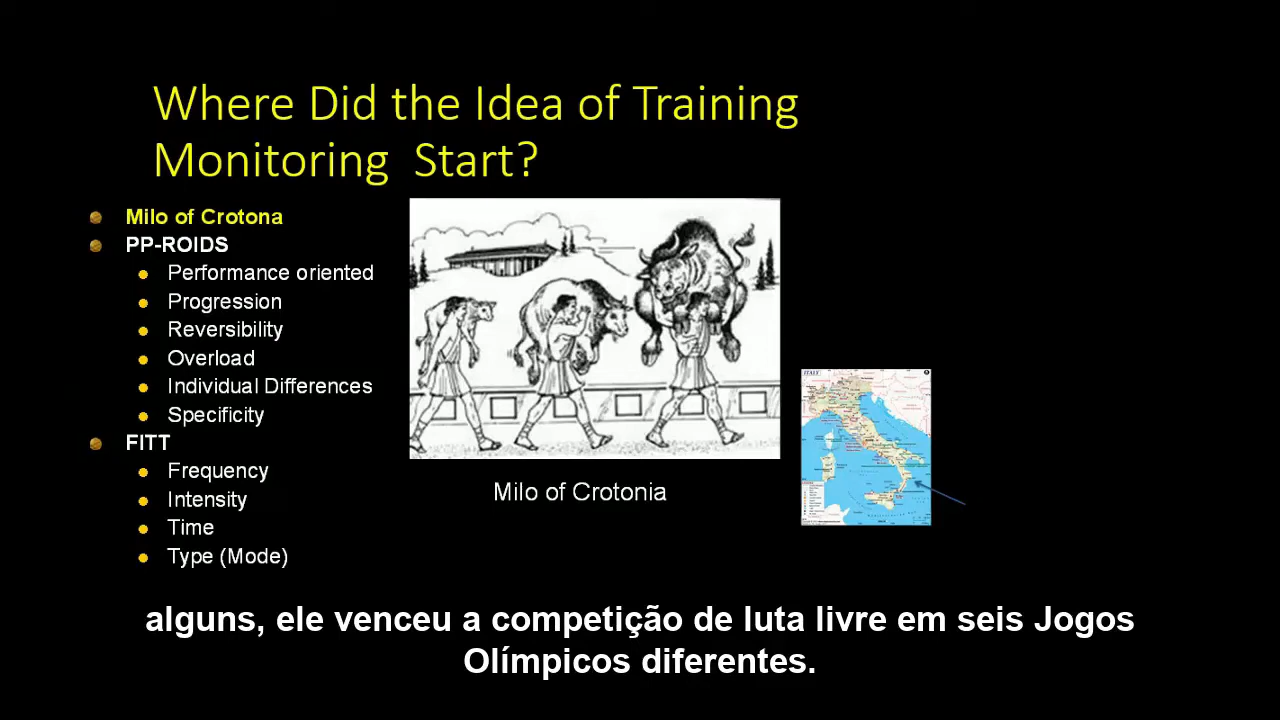 Where Did the Idea of Training
Monitoring Start?
Milo of Crotona
PP-ROIDS
Performance oriented
Progression
Reversibility
Overload
Individual Differences
Specificity
FITT
Frequency
Intensity
Time
Type (Mode)
Milo of Crotonia
ITALY
alguns, ele venceu a competição de luta livre em seis Jogos
Olímpicos diferentes.